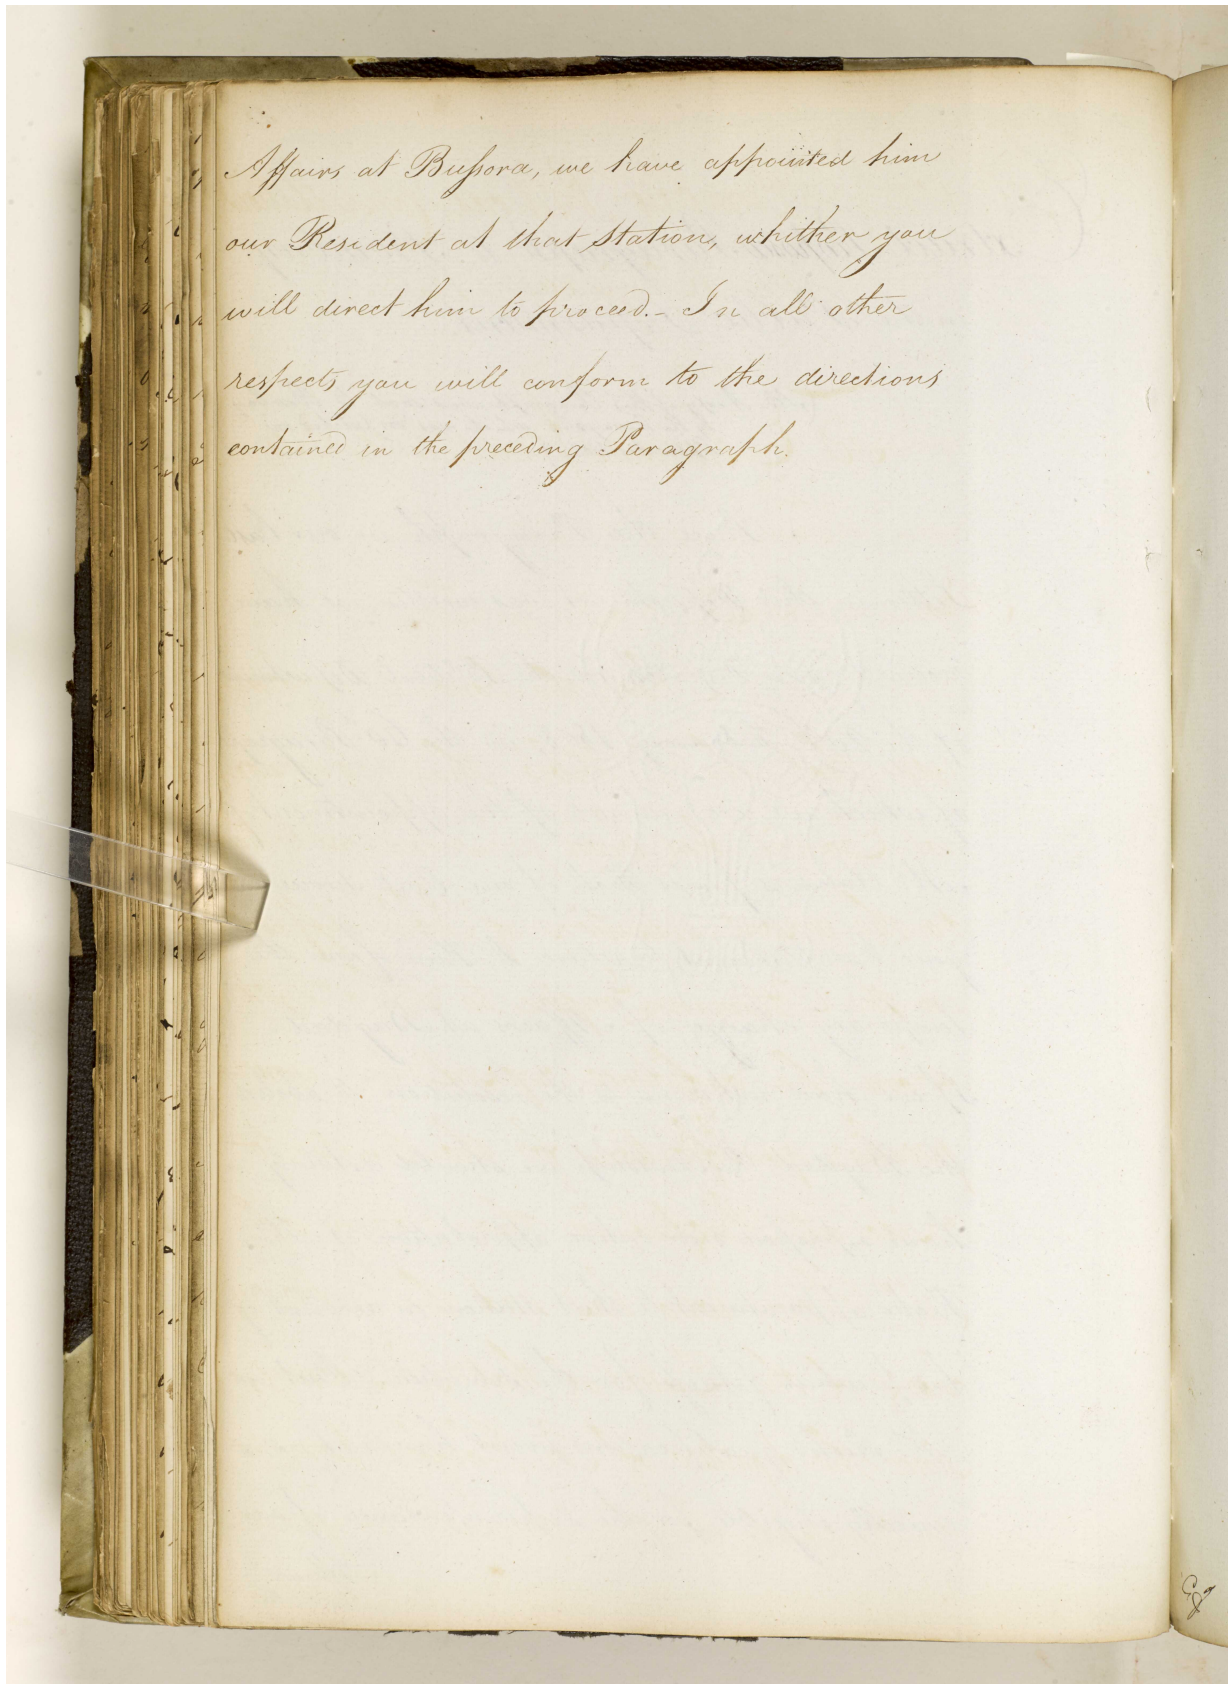 Affairs at Bussora, we have appointed him
our Resident at that Station, whither you
will direct him to proceed. - In all other
respects you will conform to the directions
contained in the preceding Paragraph.